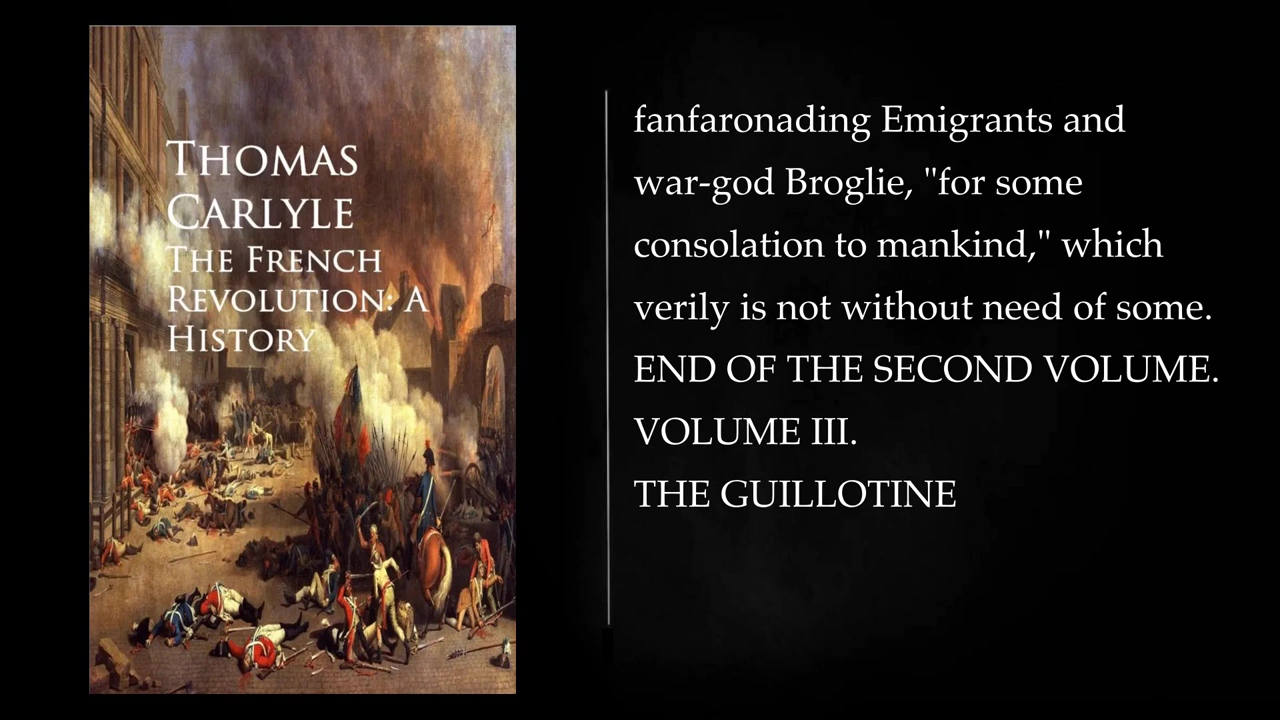 THOMAS
CARLYLE
THE FRENCH
REVOLUTION: A
HISTORY
fanfaronading Emigrants and
war-god Broglie, "for some
consolation to mankind," which
verily is not without need of some.
END OF THE SECOND VOLUME.
VOLUME III.
THE GUILLOTINE